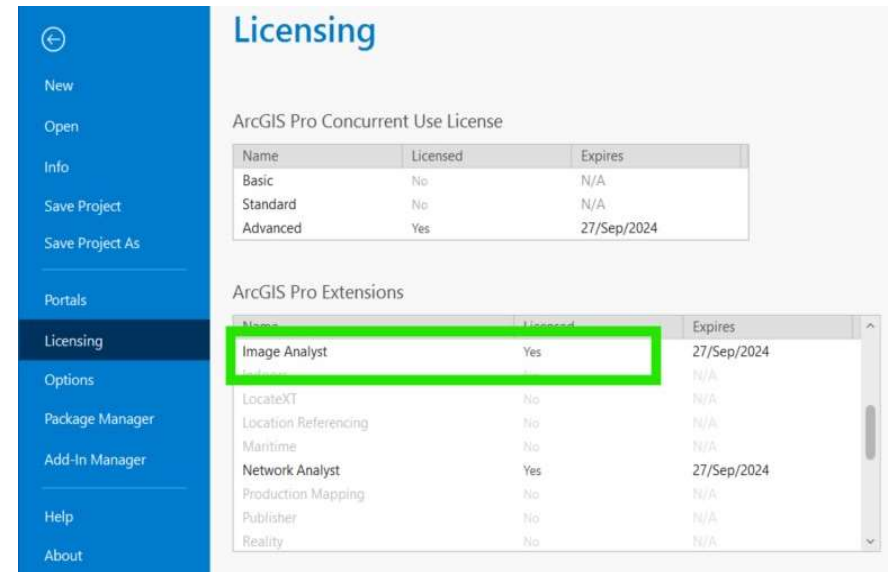 Licensing
New
Open
Info
Save Project
Save Project As
Portals
Licensing
Options
Package Manager
Add-In Manager
Help
About
ArcGIS Pro Concurrent Use License
Name Licensed Expires
Basic No N/A
Standard No N/A
Advanced Yes 27/Sep/2024
ArcGIS Pro Extensions
Name Licensed Expires
Image Analyst Yes 27/Sep/2024
No N/A
LocateXT No N/A
Location Referencing No N/A
Maritime No N/A
Network Analyst Yes 27/Sep/2024
Production Mapping No N/A
Publisher No N/A
Reality No N/A